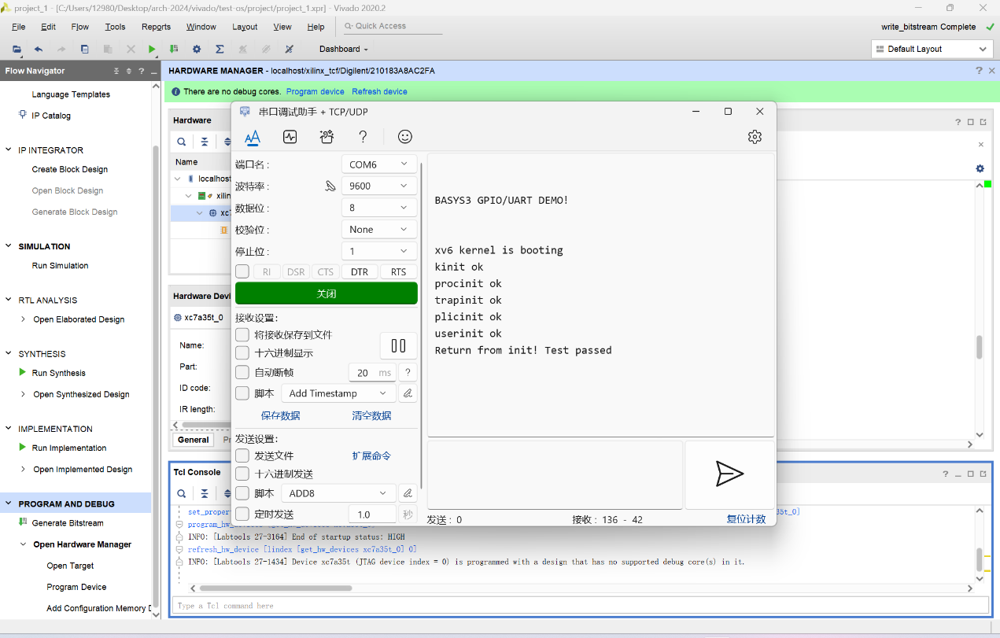 project_1 - [C:/Users/12980/Desktop/arch-2024/vivado/test-os/project/project_1.xpr] - Vivado 2020.2
File Edit Flow Tools Reports Window Layout View Help Quick Access write_bitstream Complete
Dashboard Default Layout
Flow Navigator
Language Templates
IP Catalog
IP INTEGRATOR
Create Block Design
Open Block Design
Generate Block Design
SIMULATION
Run Simulation
RTL ANALYSIS
Open Elaborated Design
SYNTHESIS
Run Synthesis
Open Synthesized Design
IMPLEMENTATION
Run Implementation
Open Implemented Design
PROGRAM AND DEBUG
Generate Bitstream
Open Hardware Manager
Open Target
Program Device
Add Configuration Memory D
HARDWARE MANAGER - localhost/xilinx_tcf/Digilent/210183A8AC2FA
There are no debug cores. Program device Refresh device
Hardware
Name
localhost
xilin
xc7
Hardware Devi
xc7a35t_0
Name:
Part:
ID code:
IR length:
General Pr
串口调试助手 + TCP/UDP
端口名 : COM6
波特率 : 9600
数据位 : 8
校验位 : None
停止位 : 1
RI DSR CTS DTR RTS
关闭
接收设置:
将接收保存到文件
十六进制显示
自动断帧 20 ms ?
脚本 Add Timestamp
保存数据 清空数据
发送设置:
发送文件 扩展命令
十六进制发送
脚本 ADD8
定时发送 1.0 秒
BASYS3 GPIO/UART DEMO!
xv6 kernel is booting
kinit ok
procinit ok
trapinit ok
plicinit ok
userinit ok
Return from init! Test passed
发送 : 0 接收 : 136 - 42 复位计数
Tcl Console
set_proper
35t_0]
program_hw_
INFO: [Labtools 27-3164] End of startup status: HIGH
refresh_hw_device [lindex [get_hw_devices xc7a35t_0] 0]
INFO: [Labtools 27-1434] Device xc7a35t (JTAG device index = 0) is programmed with a design that has no supported debug core(s) in it.
Type a Tcl command here